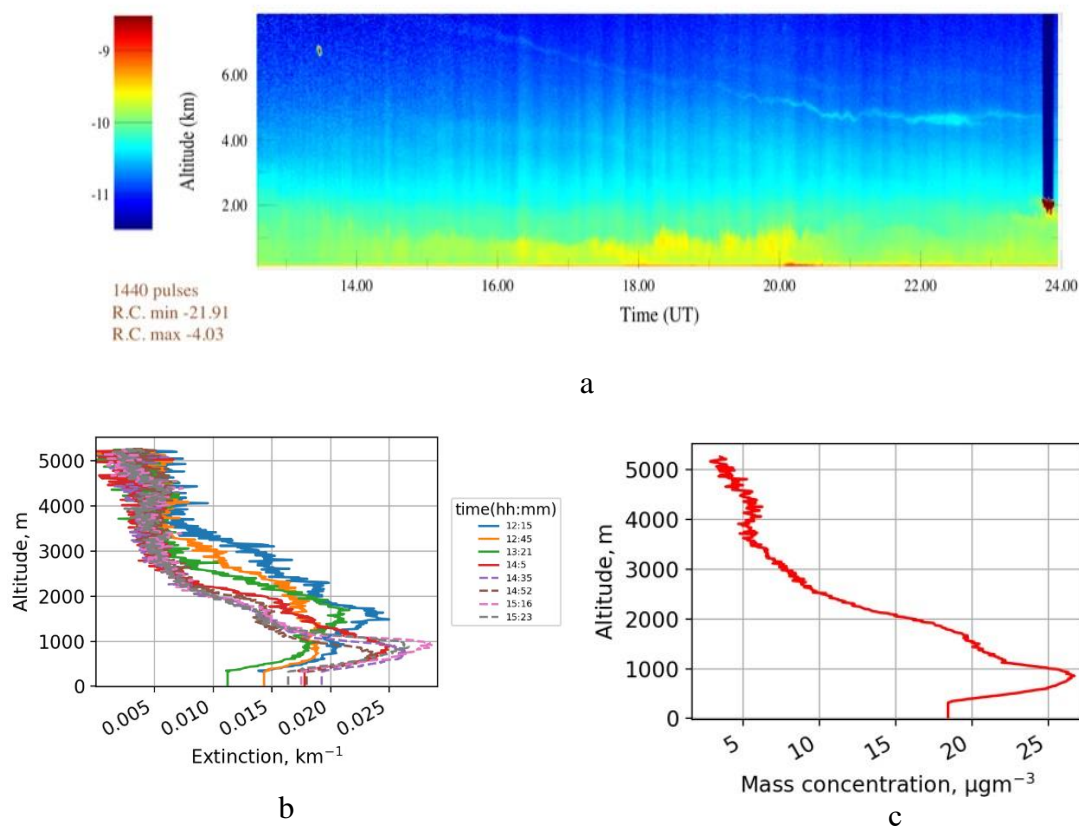 -9
-10
-11
1440 pulses
R.C. min -21.91
R.C. max -4.03
Altitude (km)
6.00
4.00
2.00
14.00 16.00 18.00 20.00 22.00 24.00
Time (UT)
a
Altitude, m
5000
4000
3000
2000
1000
0
0.005 0.010 0.015 0.020 0.025
Extinction, km⁻¹
time(hh:mm)
12:15
12:45
13:21
14:5
14:35
14:52
15:16
15:23
b
Altitude, m
5000
4000
3000
2000
1000
0
5 10 15 20 25
Mass concentration, µgm⁻³
c